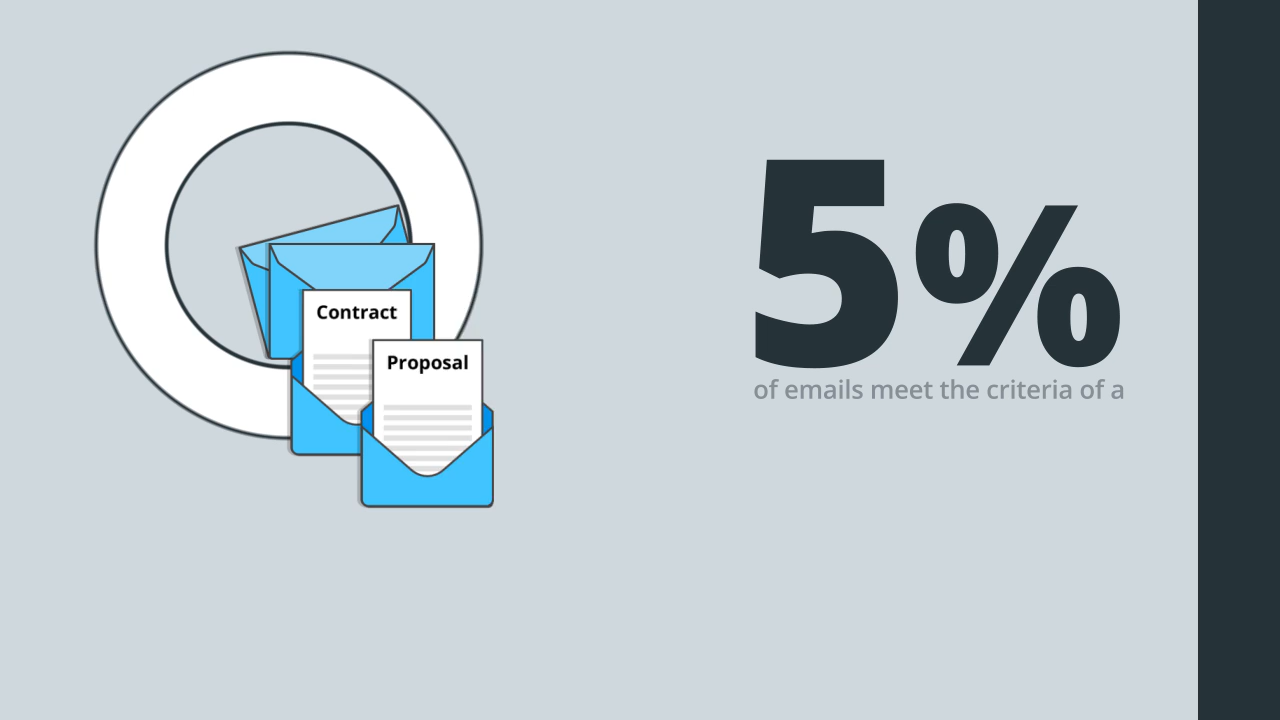 Contract
Proposal
5%
of emails meet the criteria of a